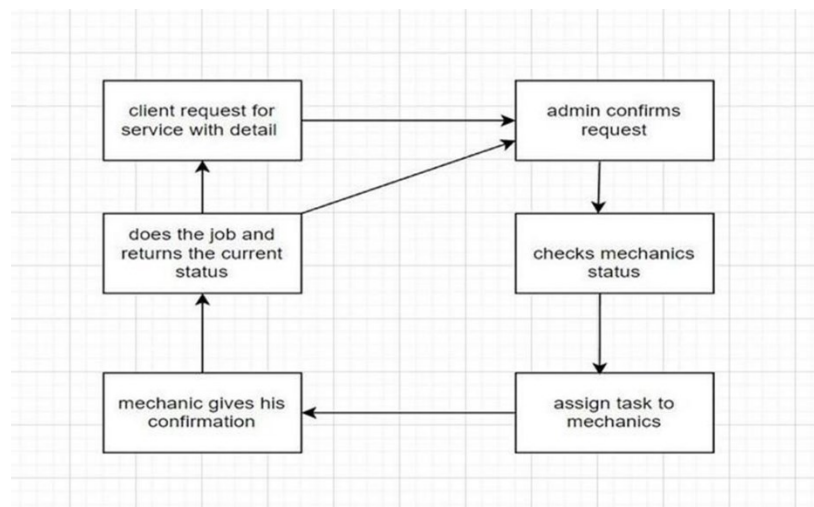 client request for
service with detail
admin confirms
request
does the job and
returns the current
status
checks mechanics
status
mechanic gives his
confirmation
assign task to
mechanics